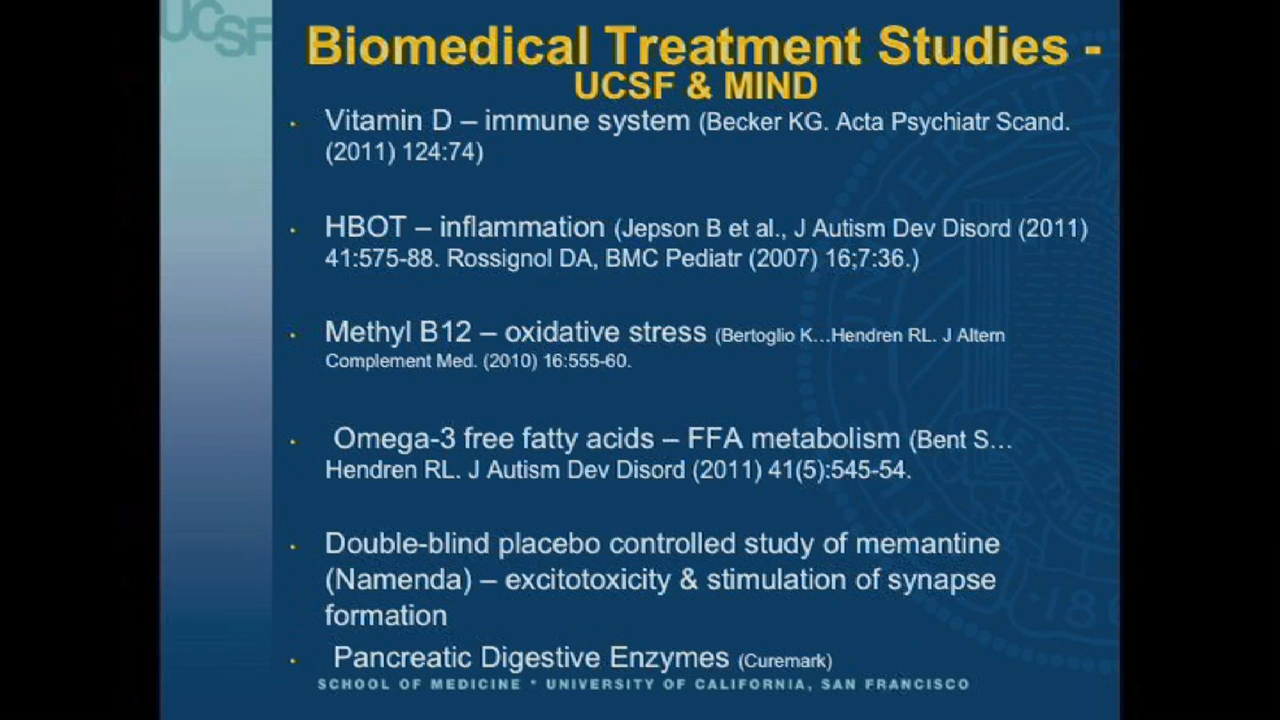 UCSF
Biomedical Treatment Studies -
UCSF & MIND
• Vitamin D – immune system (Becker KG. Acta Psychiatr Scand.
(2011) 124:74)
• HBOT – inflammation (Jepson B et al., J Autism Dev Disord (2011)
41:575-88. Rossignol DA, BMC Pediatr (2007) 16;7:36.)
• Methyl B12 – oxidative stress (Bertoglio K...Hendren RL. J Altern
Complement Med. (2010) 16:555-60.
• Omega-3 free fatty acids – FFA metabolism (Bent S...
Hendren RL. J Autism Dev Disord (2011) 41(5):545-54.
• Double-blind placebo controlled study of memantine
(Namenda) – excitotoxicity & stimulation of synapse
formation
• Pancreatic Digestive Enzymes (Curemark)
SCHOOL OF MEDICINE * UNIVERSITY OF CALIFORNIA, SAN FRANCISCO